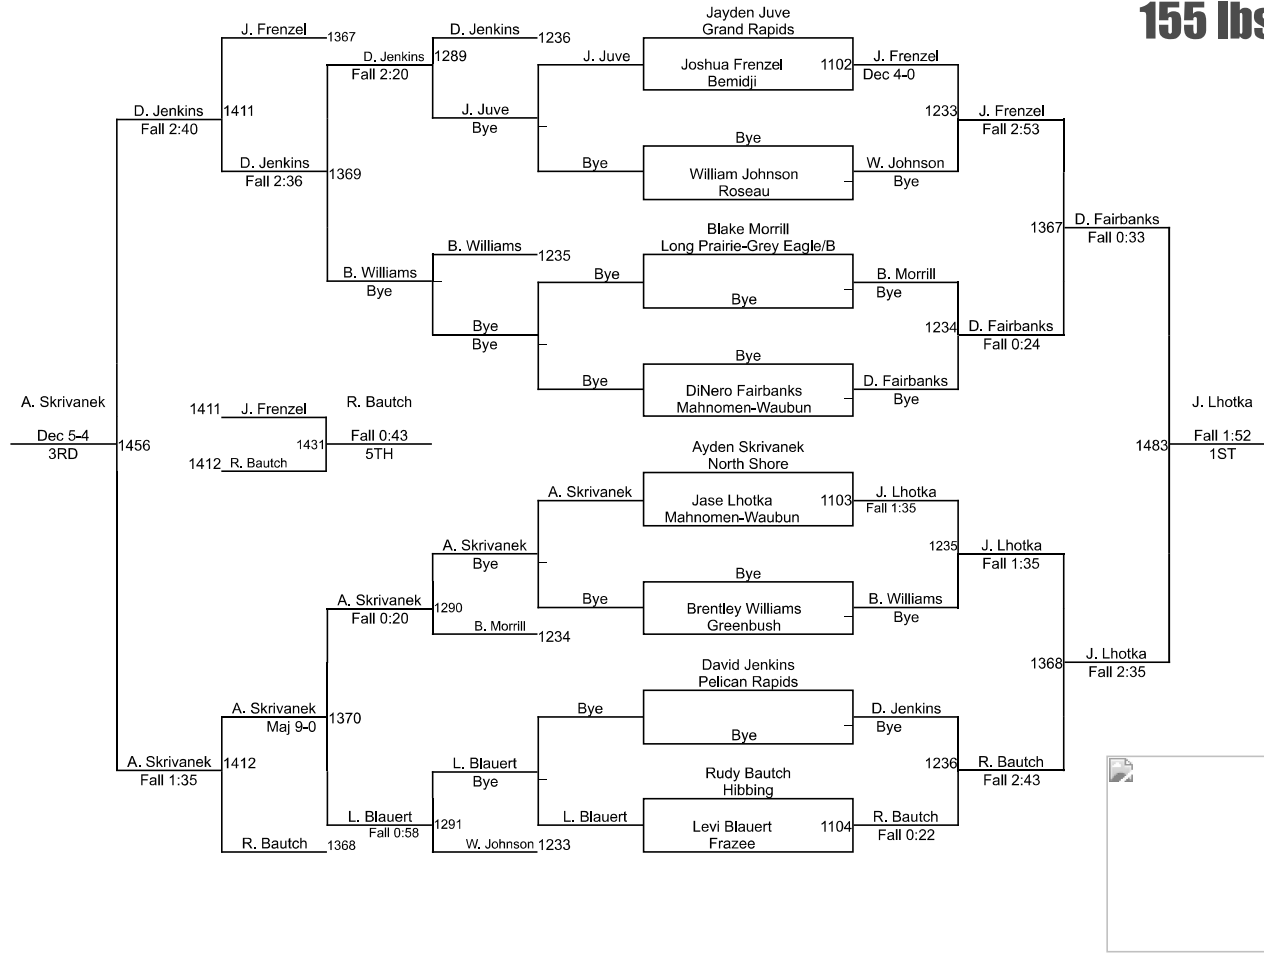 155 lbs
Jayden Juve
Grand Rapids
J. Frenzel
1367
D. Jenkins
1236
D. Jenkins
1289
Fall 2:20
J. Juve
Joshua Frenzel
1102
Bemidji
J. Frenzel
Dec 4-0
D. Jenkins
1411
Fall 2:40
J. Juve
Bye
1233
J. Frenzel
Fall 2:53
Bye
D. Jenkins
1369
Fall 2:36
Bye
William Johnson
Roseau
W. Johnson
Bye
Blake Morrill
Long Prairie-Grey Eagle/B
1367
D. Fairbanks
Fall 0:33
B. Williams
1235
B. Williams
Bye
Bye
Bye
B. Morrill
Bye
Bye
Bye
1234
D. Fairbanks
Fall 0:24
Bye
Bye
DiNero Fairbanks
Mahnomen-Waubun
D. Fairbanks
Bye
A. Skrivanek
Dec 5-4
3RD
1456
1411
J. Frenzel
1431
1412
R. Bautch
R. Bautch
Fall 0:43
5TH
J. Lhotka
1483
Fall 1:52
1ST
Ayden Skrivanek
North Shore
A. Skrivanek
Jase Lhotka
1103
Mahnomen-Waubun
J. Lhotka
Fall 1:35
A. Skrivanek
Bye
1235
J. Lhotka
Fall 1:35
Bye
A. Skrivanek
1290
Fall 0:20
Bye
Brentley Williams
Greenbush
B. Williams
Bye
B. Morrill
1234
David Jenkins
Pelican Rapids
1368
J. Lhotka
Fall 2:35
A. Skrivanek
1370
Maj 9-0
Bye
Bye
D. Jenkins
Bye
A. Skrivanek
1412
Fall 1:35
L. Blauert
Bye
Rudy Bautch
Hibbing
1236
R. Bautch
Fall 2:43
L. Blauert
1291
Fall 0:58
L. Blauert
Levi Blauert
1104
Frazee
R. Bautch
Fall 0:22
R. Bautch
1368
W. Johnson
1233